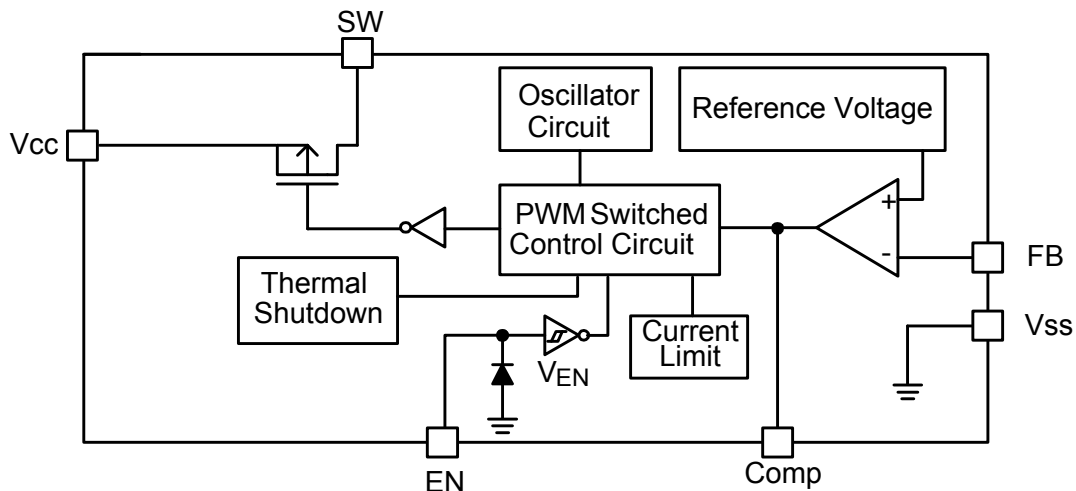 SW
Oscillator
Circuit
Reference Voltage
Vcc
PWM Switched
Control Circuit
+
-
FB
Thermal
Shutdown
Current
Limit
Vss
VEN
EN
Comp